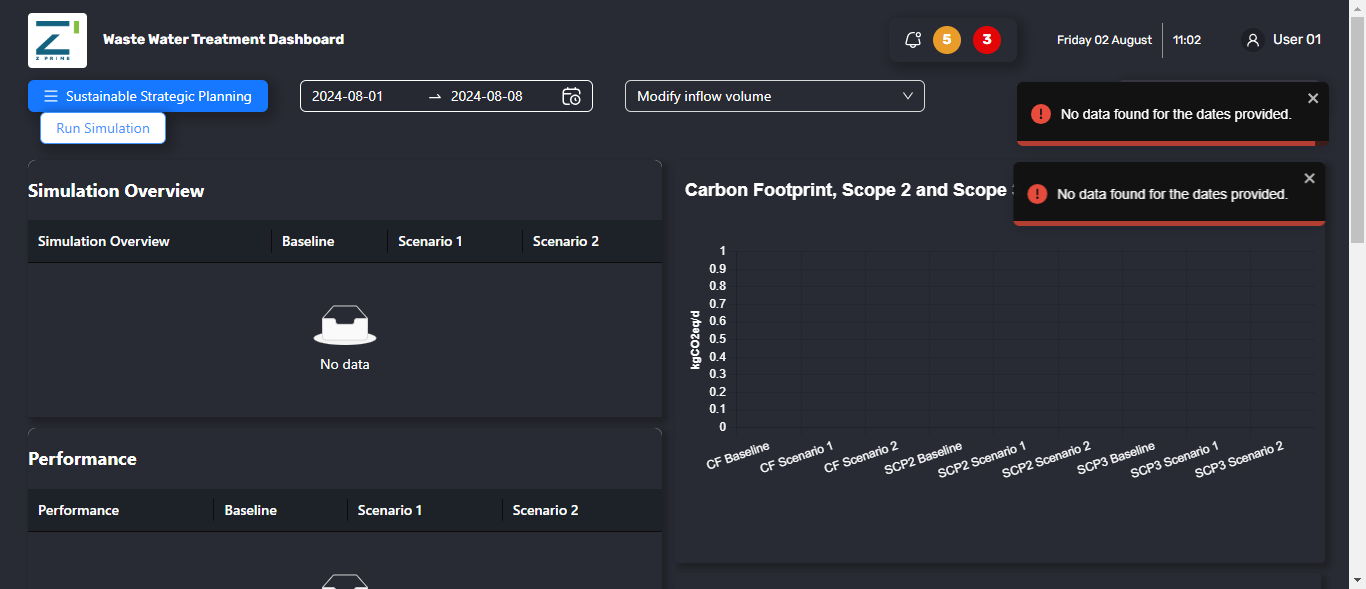 Z PRIME
Waste Water Treatment Dashboard
5
3
Friday 02 August
11:02
User 01
Sustainable Strategic Planning
2024-08-01
2024-08-08
Modify inflow volume
Run Simulation
No data found for the dates provided.
No data found for the dates provided.
Simulation Overview
Simulation Overview Baseline Scenario 1 Scenario 2
No data
Carbon Footprint, Scope 2 and Scope
kgCO2eq/d
1
0.9
0.8
0.7
0.6
0.5
0.4
0.3
0.2
0.1
0
CF Baseline
CF Scenario 1
CF Scenario 2
SCP2 Baseline
SCP2 Scenario 1
SCP2 Scenario 2
SCP3 Baseline
SCP3 Scenario 1
SCP3 Scenario 2
Performance
Performance Baseline Scenario 1 Scenario 2